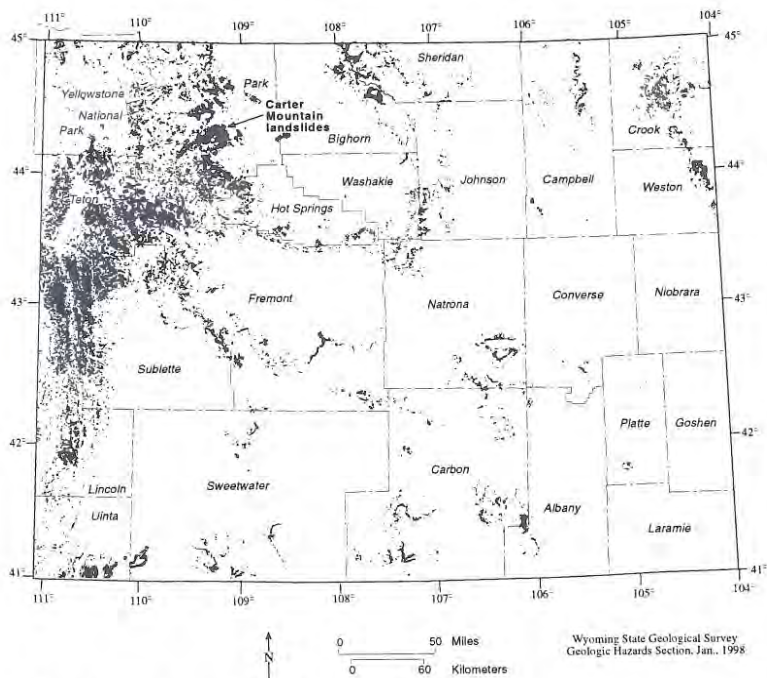 111° 110° 109° 108° 107° 106° 105° 104°
45° 45°
Sheridan
Park
Yellowstone
National
Park
Carter
Mountain
landslides
Crook
Bighorn
44° 44°
Washakie Johnson Campbell Weston
Teton
Hot Springs
43° 43°
Fremont Natrona Converse Niobrara
Sublette
42° 42°
Platte Goshen
Carbon
Lincoln Sweetwater
Albany
Uinta
Laramie
41° 41°
111° 110° 109° 108° 107° 106° 105° 104°
0 50 Miles
0 60 Kilometers
N
Wyoming State Geological Survey
Geologic Hazards Section, Jan., 1998